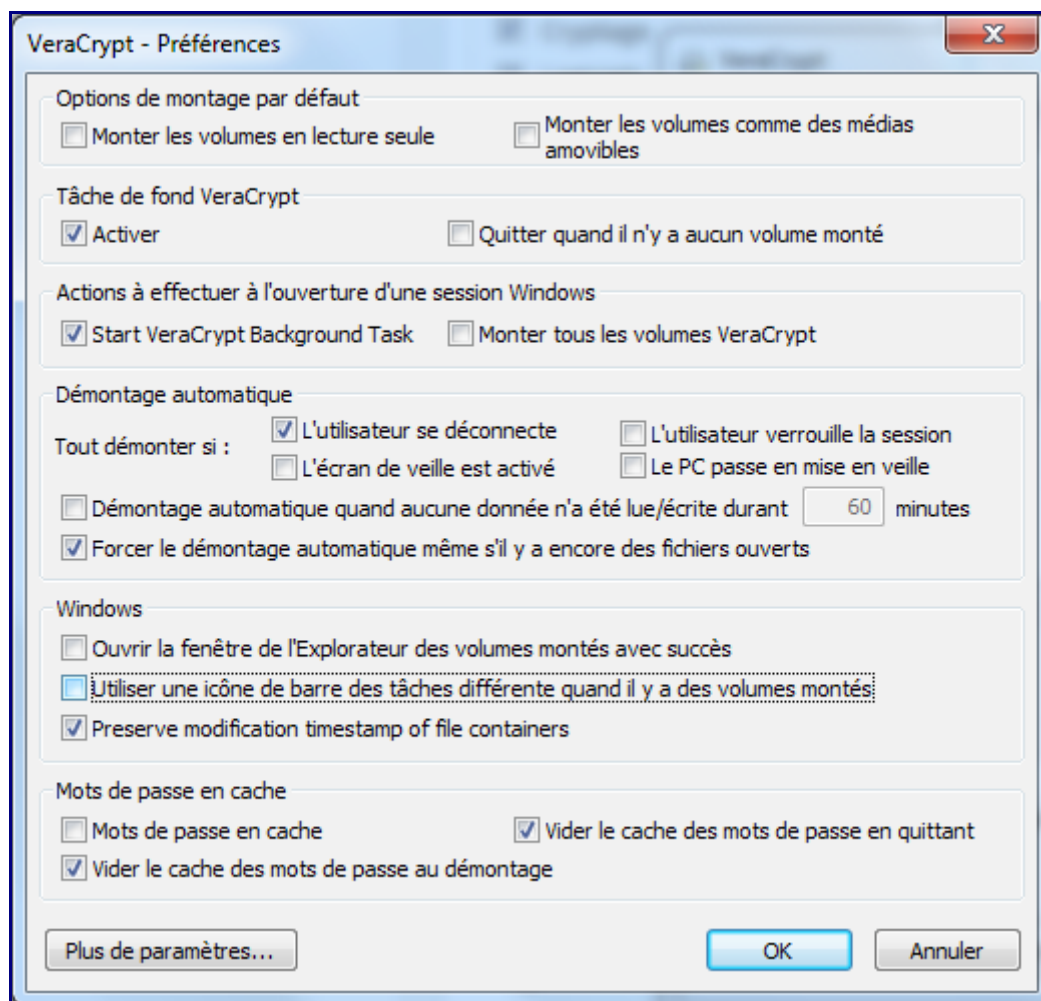 VeraCrypt - Préférences
Options de montage par défaut
Monter les volumes en lecture seule
Monter les volumes comme des médias
amovibles
Tâche de fond VeraCrypt
Activer
Quitter quand il n'y a aucun volume monté
Actions à effectuer à l'ouverture d'une session Windows
Start VeraCrypt Background Task
Monter tous les volumes VeraCrypt
Démontage automatique
Tout démonter si :
L'utilisateur se déconnecte
L'utilisateur verrouille la session
L'écran de veille est activé
Le PC passe en mise en veille
Démontage automatique quand aucune donnée n'a été lue/écrite durant 60 minutes
Forcer le démontage automatique même s'il y a encore des fichiers ouverts
Windows
Ouvrir la fenêtre de l'Explorateur des volumes montés avec succès
Utiliser une icône de barre des tâches différente quand il y a des volumes montés
Preserve modification timestamp of file containers
Mots de passe en cache
Mots de passe en cache
Vider le cache des mots de passe en quittant
Vider le cache des mots de passe au démontage
Plus de paramètres...
OK
Annuler